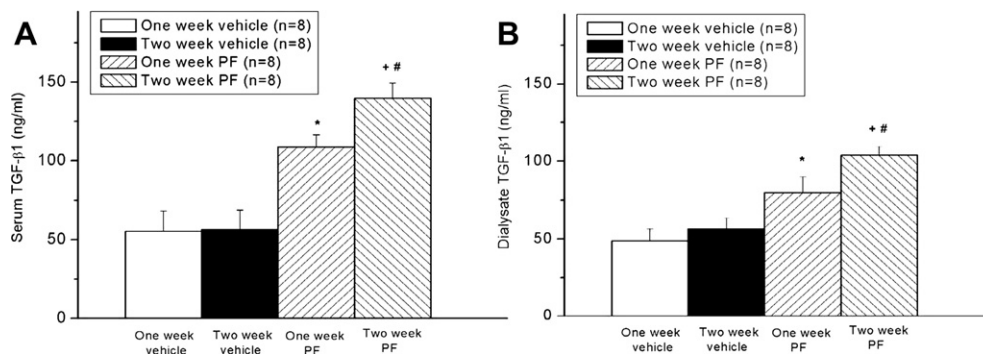 A
One week vehicle (n=8)
Two week vehicle (n=8)
One week PF (n=8)
Two week PF (n=8)
Serum TGF-β1 (ng/ml)
150
100
50
0
*
+ #
One week vehicle
Two week vehicle
One week PF
Two week PF
B
One week vehicle (n=8)
Two week vehicle (n=8)
One week PF (n=8)
Two week PF (n=8)
Dialysate TGF-β1 (ng/ml)
150
100
50
0
*
+ #
One week vehicle
Two week vehicle
One week PF
Two week PF